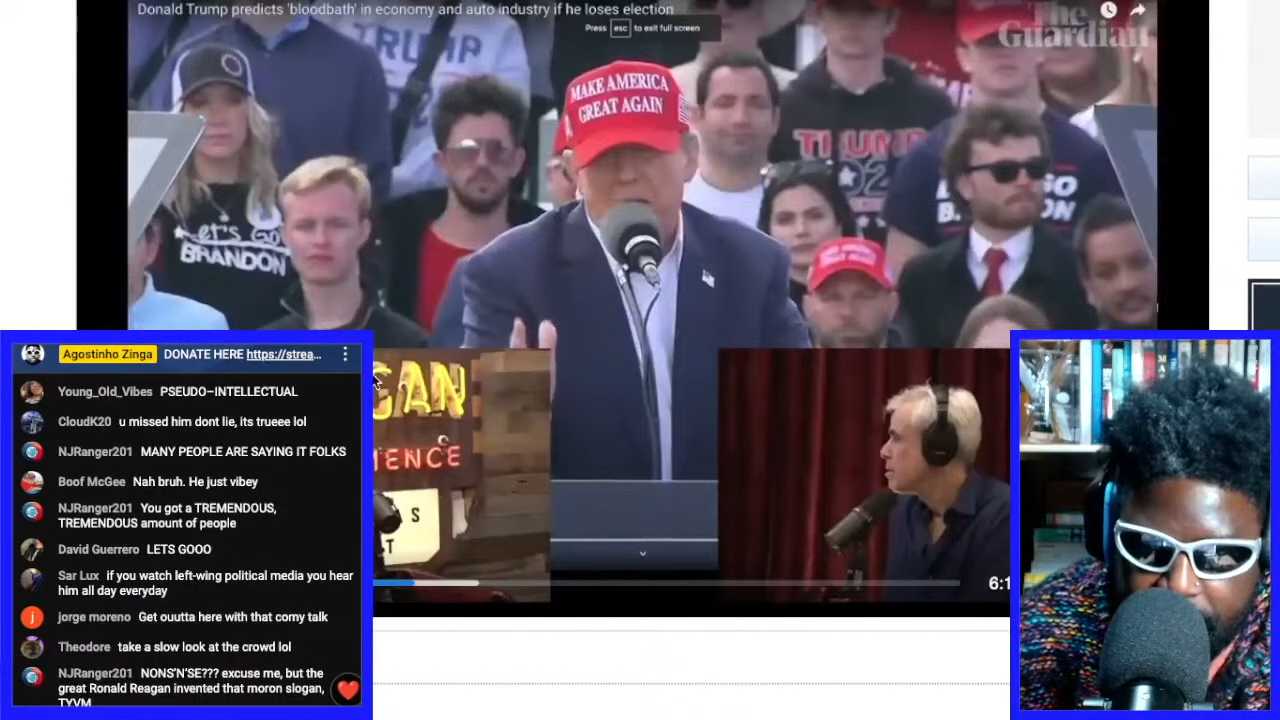 Donald Trump predicts 'bloodbath' in economy and auto industry if he loses election
Press esc to exit full screen
The
Guardian
TRUMP
MAKE AMERICA
GREAT AGAIN
TRUMP
Let's Go
BRANDON
GAN
IENCE
S
T
6:1
Agostinho Zinga DONATE HERE https://strea...
Young_Old_Vibes PSEUDO–INTELLECTUAL
CloudK20 u missed him dont lie, its trueee lol
NJRanger201 MANY PEOPLE ARE SAYING IT FOLKS
Boof McGee Nah bruh. He just vibey
NJRanger201 You got a TREMENDOUS,
TREMENDOUS amount of people
David Guerrero LETS GOOO
Sar Lux if you watch left-wing political media you hear
him all day everyday
jorge moreno Get ouutta here with that corny talk
Theodore take a slow look at the crowd lol
NJRanger201 NONS'N'SE??? excuse me, but the
great Ronald Reagan invented that moron slogan,
TYVM